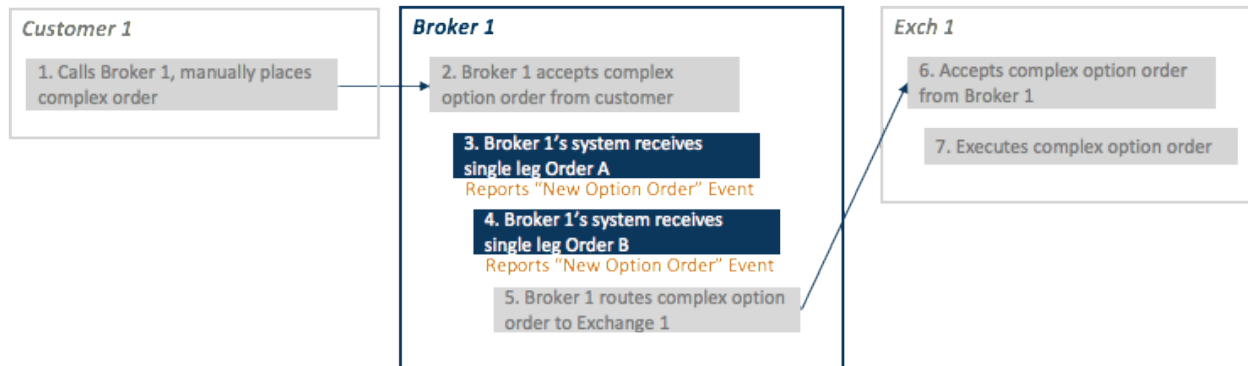 Customer 1
1. Calls Broker 1, manually places
complex order
Broker 1
2. Broker 1 accepts complex
option order from customer
3. Broker 1's system receives
single leg Order A
Reports “New Option Order” Event
4. Broker 1's system receives
single leg Order B
Reports “New Option Order” Event
5. Broker 1 routes complex option
order to Exchange 1
Exch 1
6. Accepts complex option order
from Broker 1
7. Executes complex option order